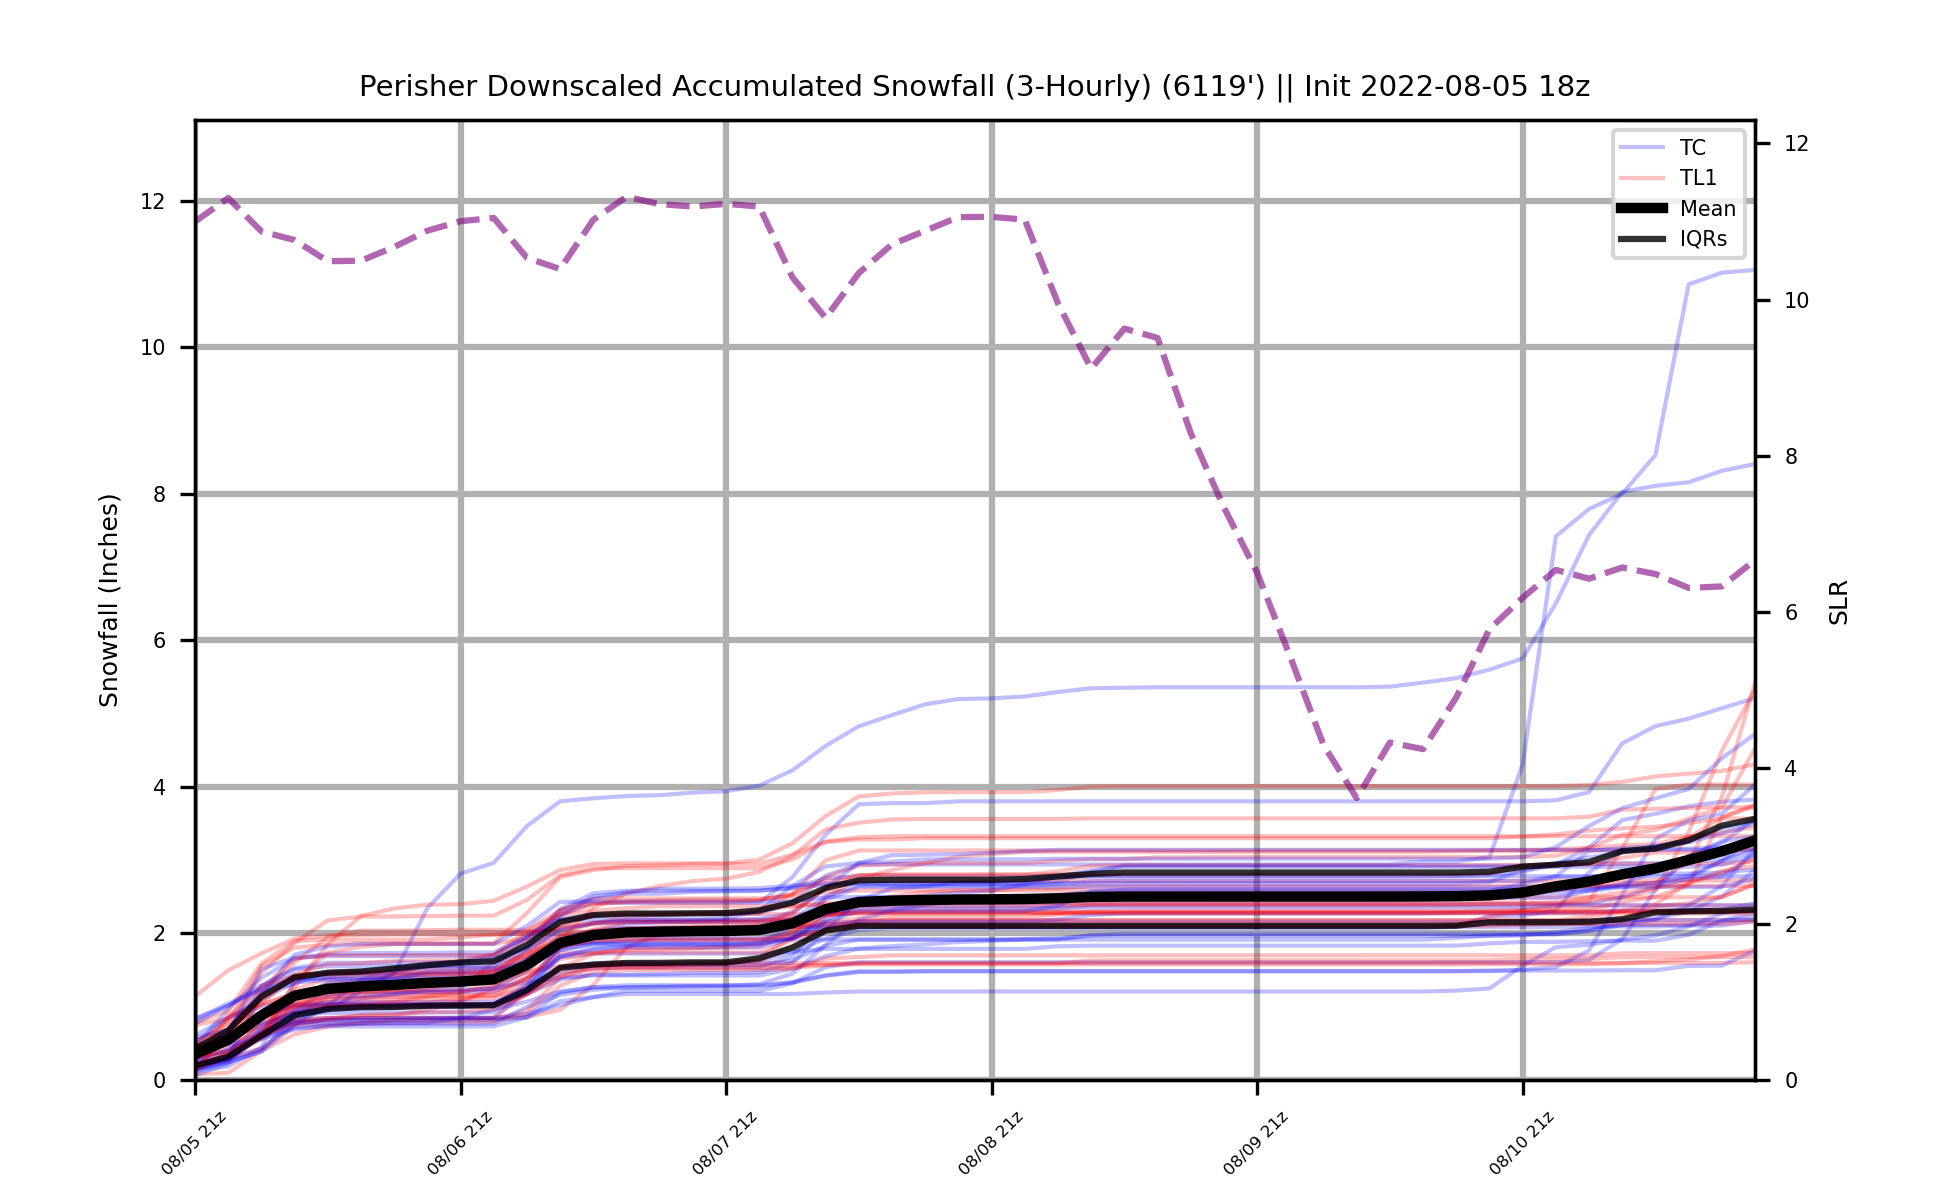 Perisher Downscaled Accumulated Snowfall (3-Hourly) (6119') || Init 2022-08-05 18z
TC
TL1
Mean
IQRs
Snowfall (Inches)
12
10
8
6
4
2
0
SLR
12
10
8
6
4
2
0
08/05 21z
08/06 21z
08/07 21z
08/08 21z
08/09 21z
08/10 21z